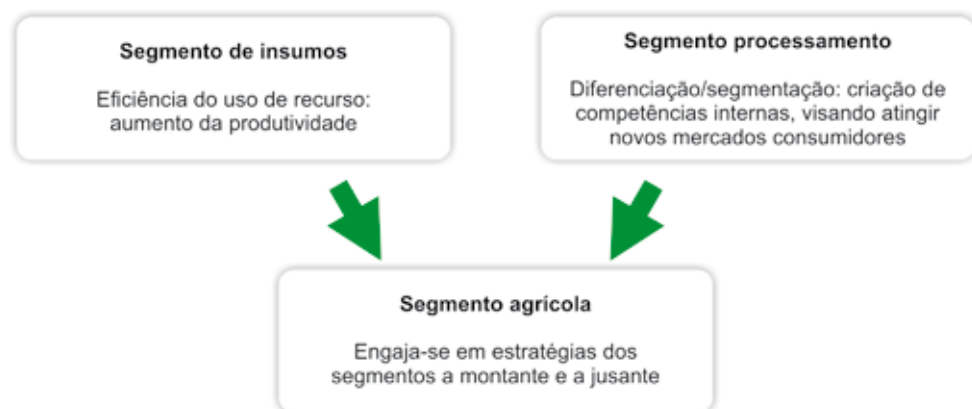 Segmento de insumos
Eficiência do uso de recurso:
aumento da produtividade
Segmento processamento
Diferenciação/segmentação: criação de
competências internas, visando atingir
novos mercados consumidores
Segmento agrícola
Engaja-se em estratégias dos
segmentos a montante e a jusante